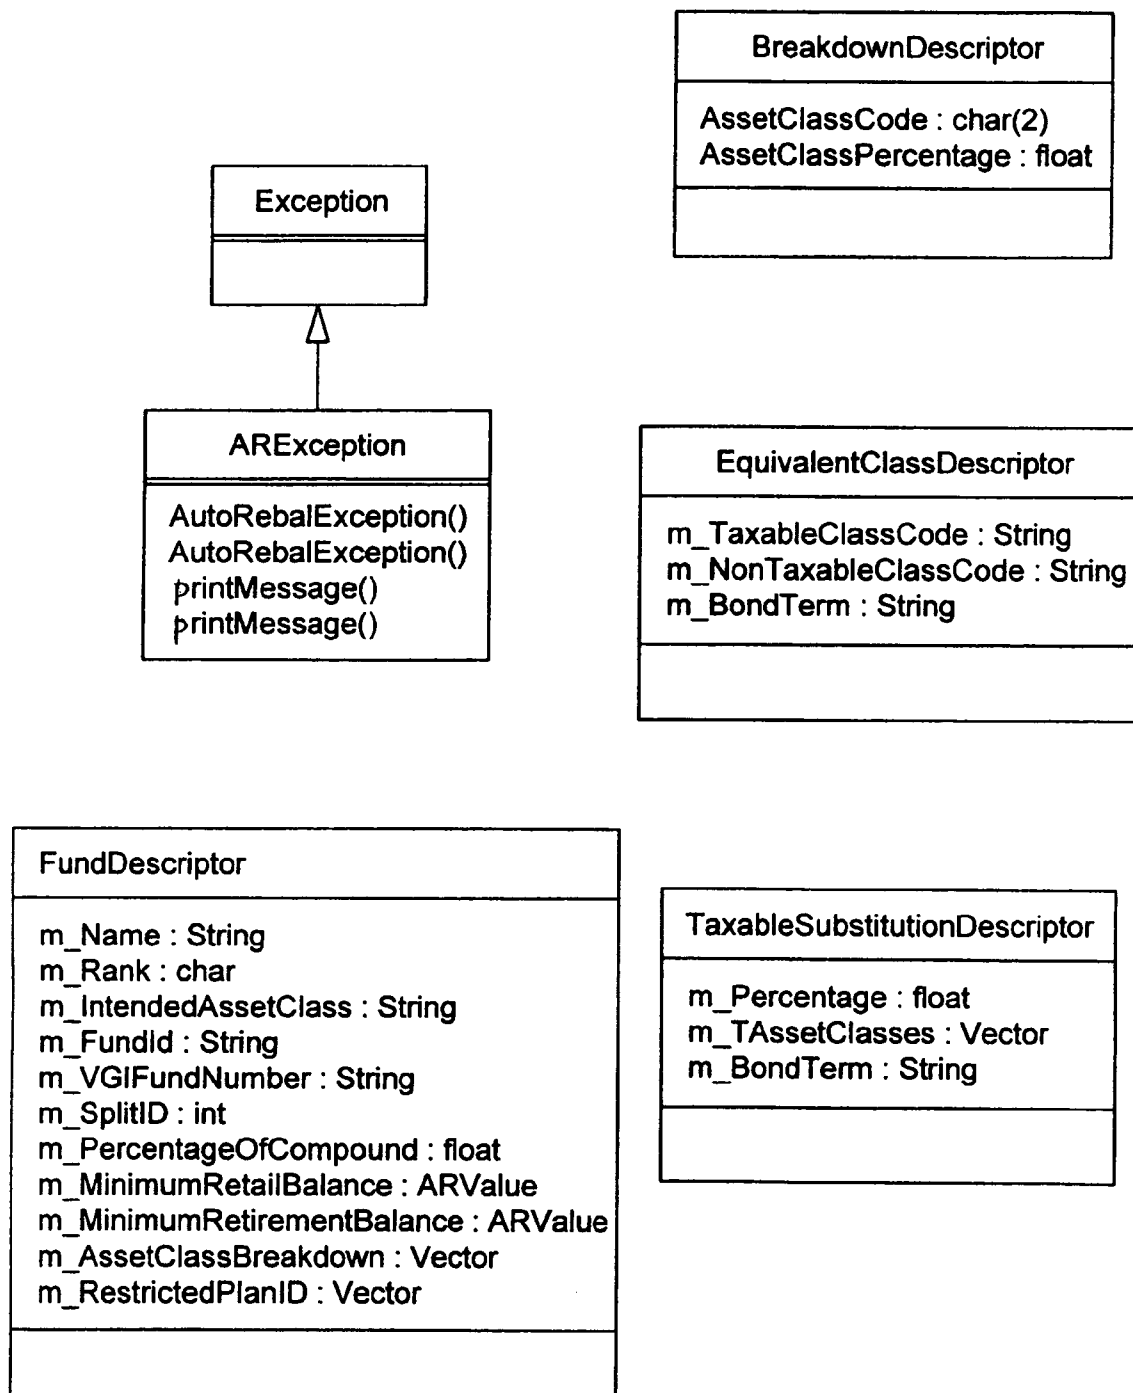 BreakdownDescriptor
AssetClassCode : char(2)
AssetClassPercentage : float
Exception
ARException
AutoRebalException()
AutoRebalException()
printMessage()
printMessage()
EquivalentClassDescriptor
m_TaxableClassCode : String
m_NonTaxableClassCode : String
m_BondTerm : String
FundDescriptor
m_Name : String
m_Rank : char
m_IntendedAssetClass : String
m_FundId : String
m_VGIFundNumber : String
m_SplitID : int
m_PercentageOfCompound : float
m_MinimumRetailBalance : ARValue
m_MinimumRetirementBalance : ARValue
m_AssetClassBreakdown : Vector
m_RestrictedPlanID : Vector
TaxableSubstitutionDescriptor
m_Percentage : float
m_TAssetClasses : Vector
m_BondTerm : String